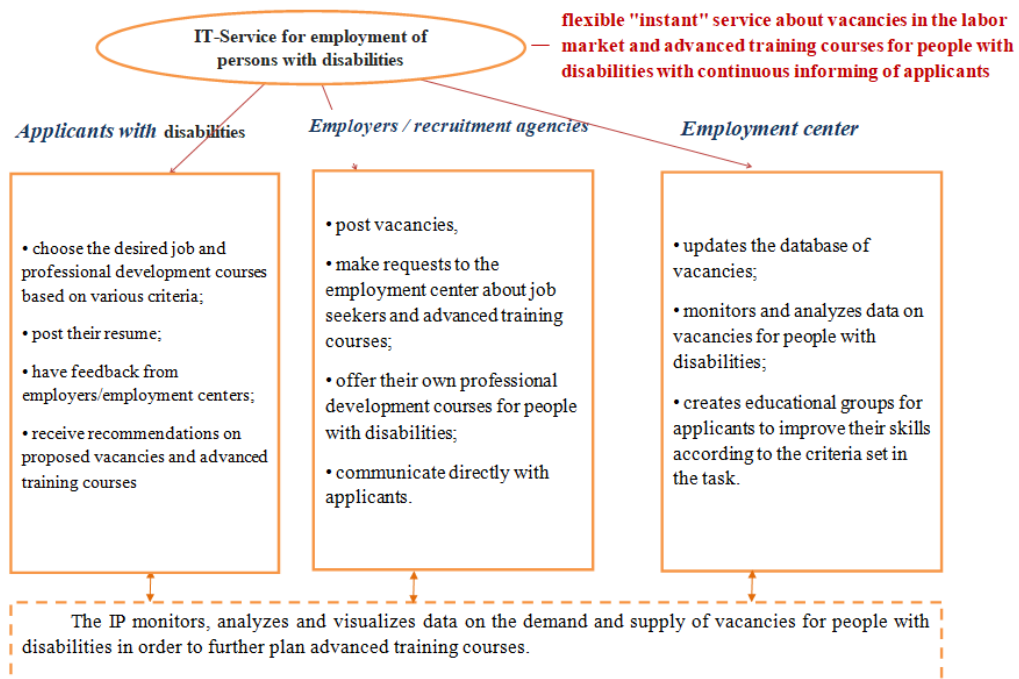 IT-Service for employment of
persons with disabilities
flexible "instant" service about vacancies in the labor
market and advanced training courses for people with
disabilities with continuous informing of applicants
Applicants with disabilities
• choose the desired job and
professional development courses
based on various criteria;
• post their resume;
• have feedback from
employers/employment centers;
• receive recommendations on
proposed vacancies and advanced
training courses
Employers / recruitment agencies
• post vacancies,
• make requests to the
employment center about job
seekers and advanced training
courses;
• offer their own professional
development courses for people
with disabilities;
• communicate directly with
applicants.
Employment center
• updates the database of
vacancies;
• monitors and analyzes data on
vacancies for people with
disabilities;
• creates educational groups for
applicants to improve their skills
according to the criteria set in
the task.
The IP monitors, analyzes and visualizes data on the demand and supply of vacancies for people with
disabilities in order to further plan advanced training courses.